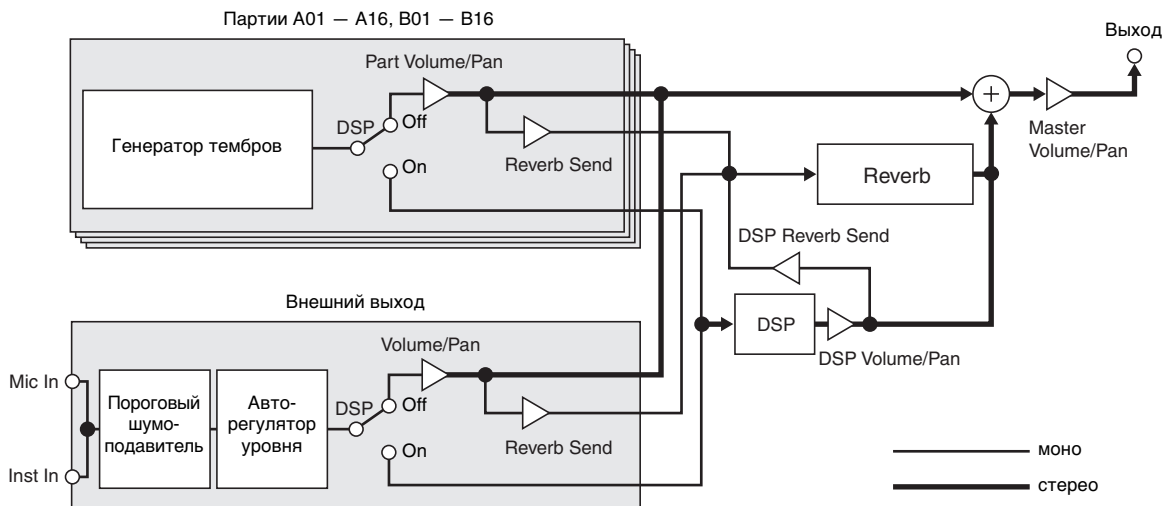 Партии A01 — A16, B01 — B16
Выход
Part Volume/Pan
DSP
Off
Генератор тембров
Reverb Send
On
Master
Volume/Pan
Reverb
DSP Reverb Send
Внешний выход
DSP
DSP Volume/Pan
Volume/Pan
Mic In
Пороговый
шумо-
подавитель
Авто-
регулятор
уровня
DSP
Off
Reverb Send
On
Inst In
моно
стерео
+